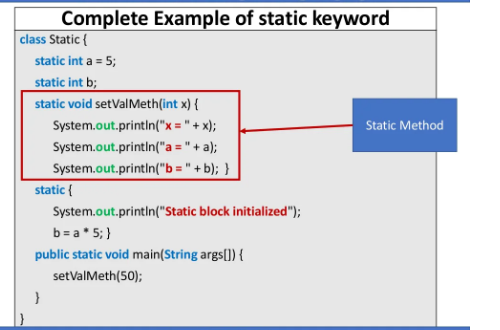 Complete Example of static keyword
class Static {
static int a = 5;
static int b;
static void setValMeth(int x) {
System.out.println("x = " + x);
System.out.println("a = " + a);
System.out.println("b = " + b); }
Static Method
static {
System.out.println("Static block initialized");
b = a * 5; }
public static void main(String args[]) {
setValMeth(50);
}
}